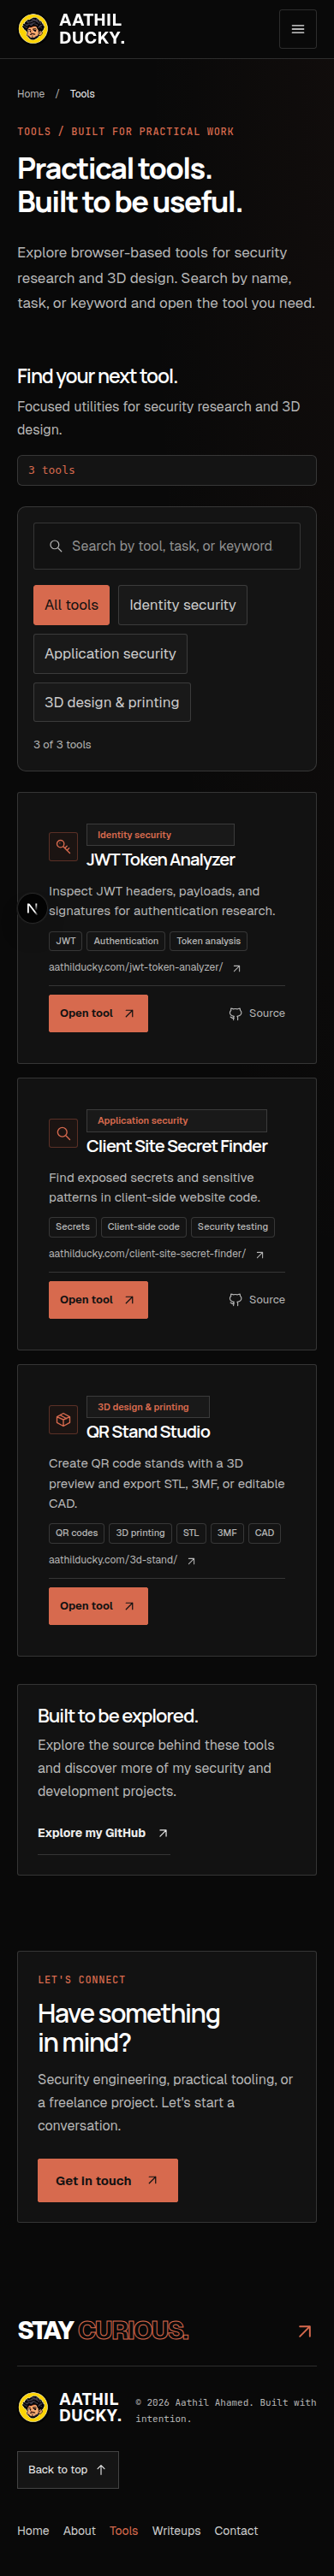 AATHIL
DUCKY.
Home / Tools
TOOLS / BUILT FOR PRACTICAL WORK
Practical tools.
Built to be useful.
Explore browser-based tools for security
research and 3D design. Search by name,
task, or keyword and open the tool you need.
Find your next tool.
Focused utilities for security research and 3D
design.
3 tools
Search by tool, task, or keyword
All tools
Identity security
Application security
3D design & printing
3 of 3 tools
Identity security
JWT Token Analyzer
Inspect JWT headers, payloads, and
signatures for authentication research.
JWT
Authentication
Token analysis
aathilducky.com/jwt-token-analyzer/
Open tool
Source
Application security
Client Site Secret Finder
Find exposed secrets and sensitive
patterns in client-side website code.
Secrets
Client-side code
Security testing
aathilducky.com/client-site-secret-finder/
Open tool
Source
3D design & printing
QR Stand Studio
Create QR code stands with a 3D
preview and export STL, 3MF, or editable
CAD.
QR codes
3D printing
STL
3MF
CAD
aathilducky.com/3d-stand/
Open tool
Built to be explored.
Explore the source behind these tools
and discover more of my security and
development projects.
Explore my GitHub
LET'S CONNECT
Have something
in mind?
Security engineering, practical tooling, or
a freelance project. Let's start a
conversation.
Get in touch
STAY CURIOUS.
AATHIL
DUCKY.
© 2026 Aathil Ahamed. Built with
intention.
Back to top
Home About Tools Writeups Contact